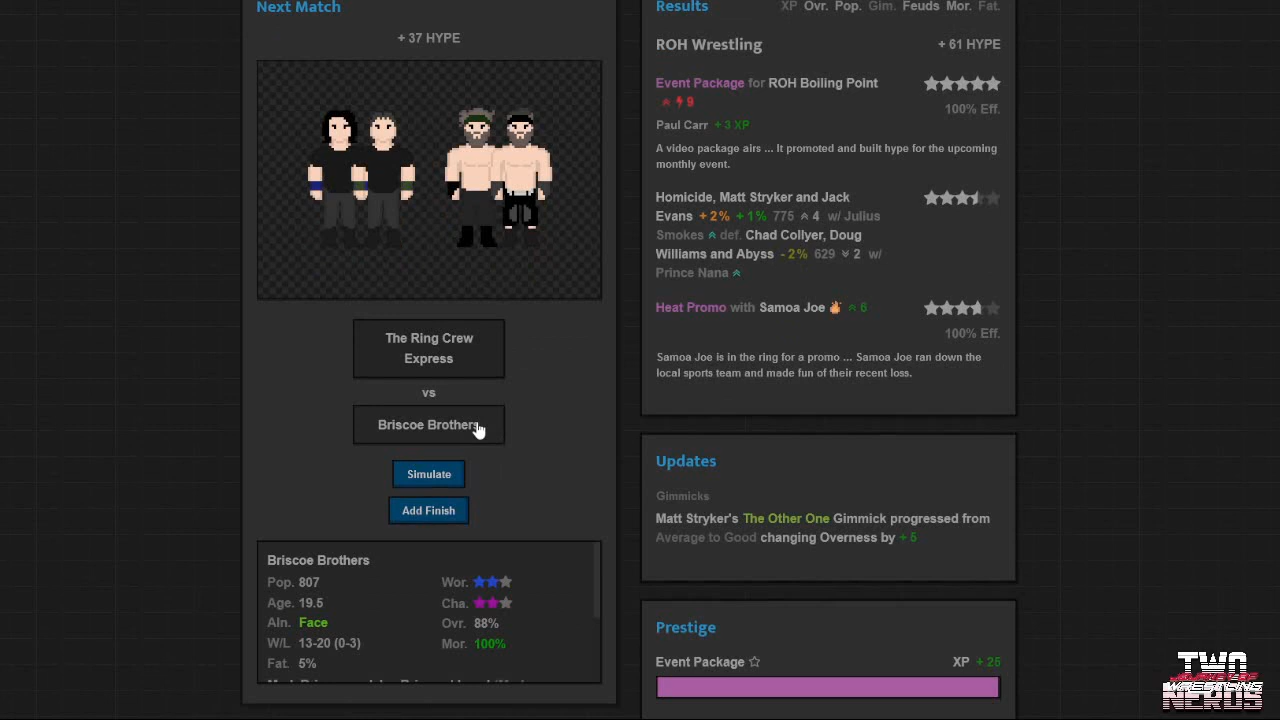 Next Match
+ 37 HYPE
The Ring Crew
Express
vs
Briscoe Brothers
Simulate
Add Finish
Briscoe Brothers
Pop. 807
Wor.
Age. 19.5
Cha.
Aln. Face
Ovr. 88%
W/L 13-20 (0-3)
Mor. 100%
Fat. 5%
Results
XP Ovr. Pop. Gim. Feuds Mor. Fat.
ROH Wrestling
+ 61 HYPE
Event Package for ROH Boiling Point
9
100% Eff.
Paul Carr + 3 XP
A video package airs ... It promoted and built hype for the upcoming
monthly event.
Homicide, Matt Stryker and Jack
Evans + 2% + 1% 775 4 w/ Julius
Smokes def. Chad Collyer, Doug
Williams and Abyss - 2% 629 2 w/
Prince Nana
Heat Promo with Samoa Joe 6
100% Eff.
Samoa Joe is in the ring for a promo ... Samoa Joe ran down the
local sports team and made fun of their recent loss.
Updates
Gimmicks
Matt Stryker's The Other One Gimmick progressed from
Average to Good changing Overness by + 5
Prestige
Event Package
XP + 25
TWO
WRESTLING
NERDS